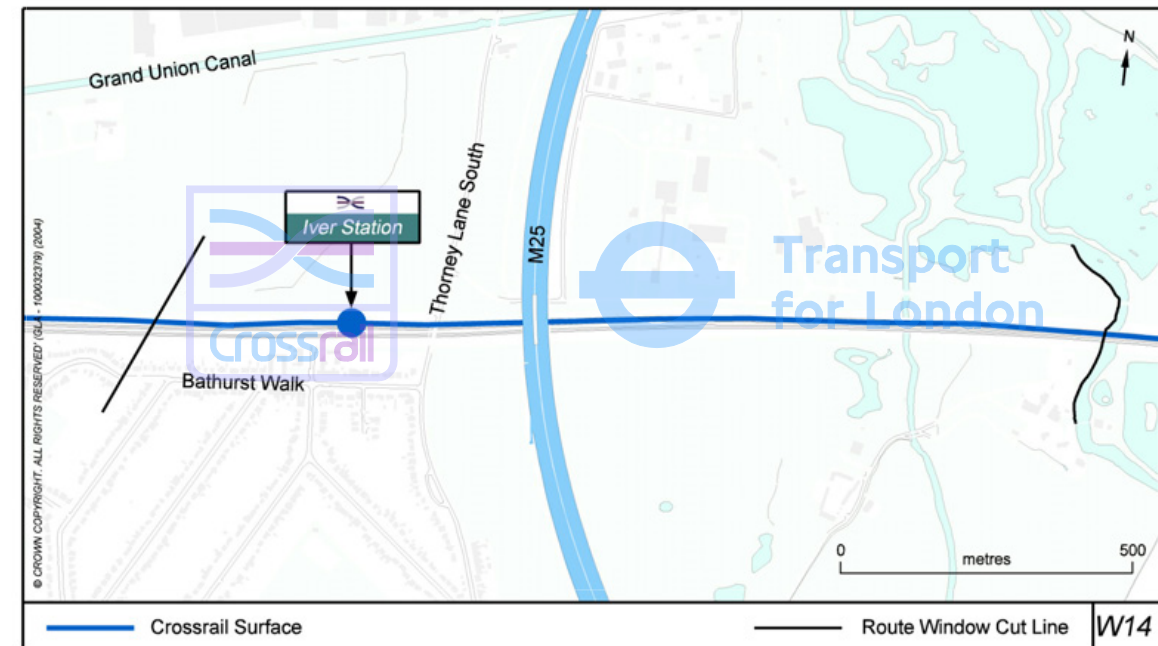 Grand Union Canal
N
Iver Station
Thorney Lane South
M25
Transport
for London
Crossrail
Bathurst Walk
© CROWN COPYRIGHT. ALL RIGHTS RESERVED' (GLA - 100032379) (2004)
0
metres
500
Crossrail Surface
Route Window Cut Line
W14